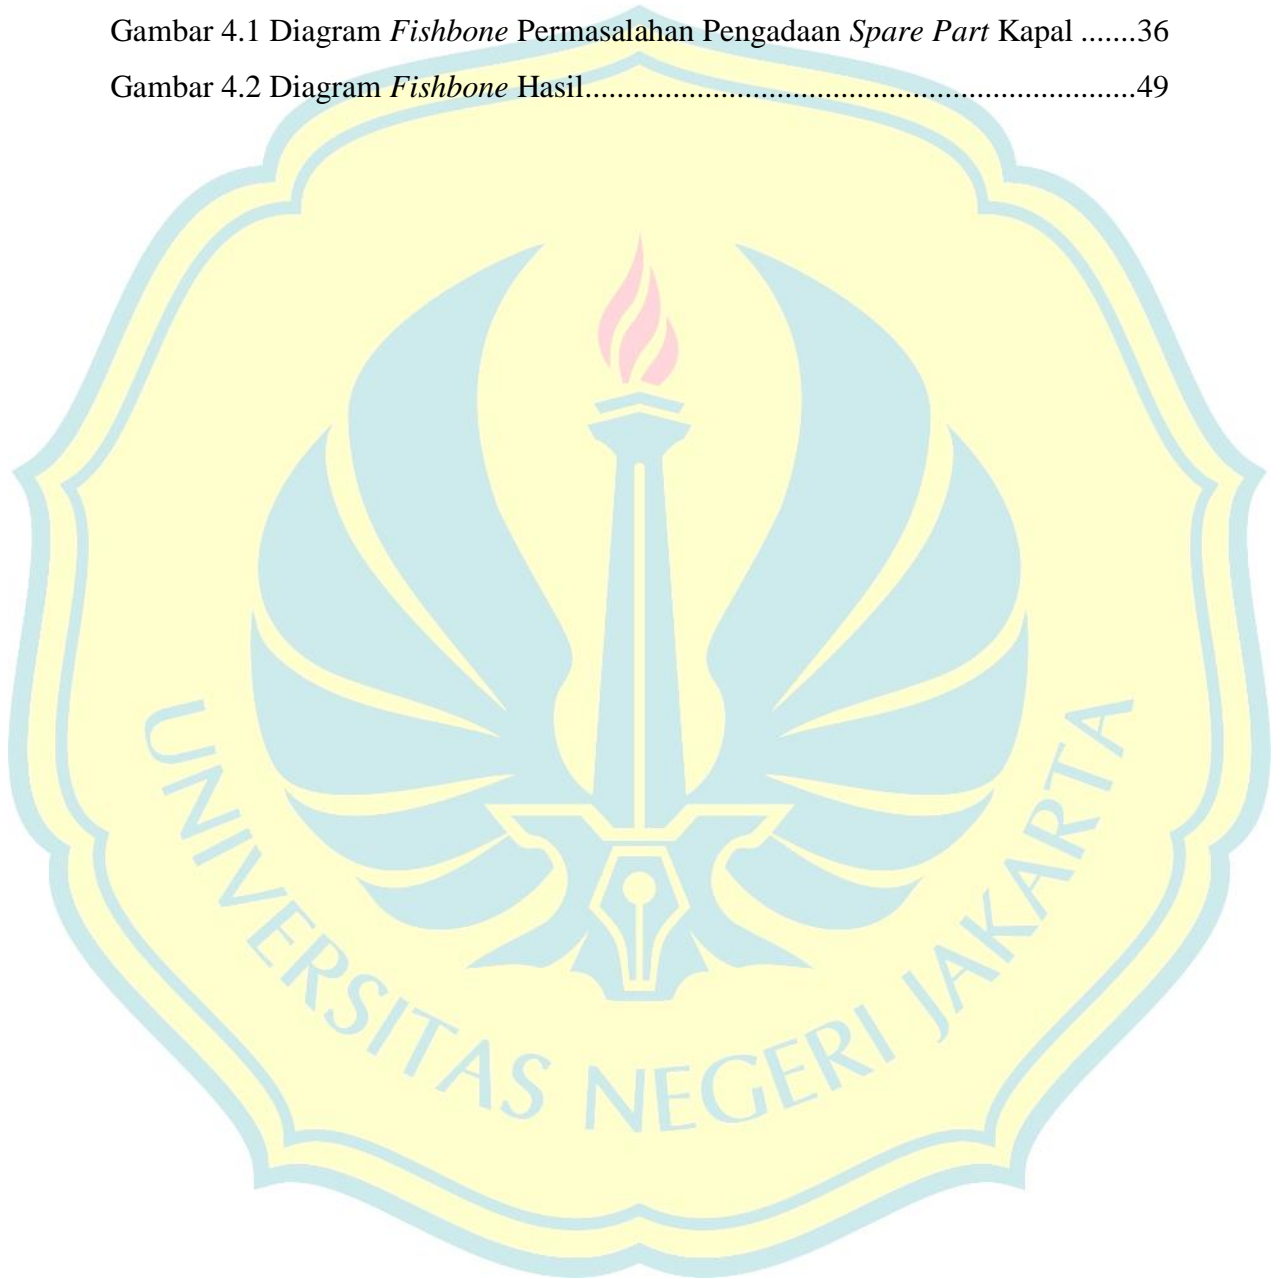 Gambar 4.1 Diagram Fishbone Permasalahan Pengadaan Spare Part Kapal .......36
Gambar 4.2 Diagram Fishbone Hasil.....................................................................49
UNIVERSITAS NEGERI JAKARTA